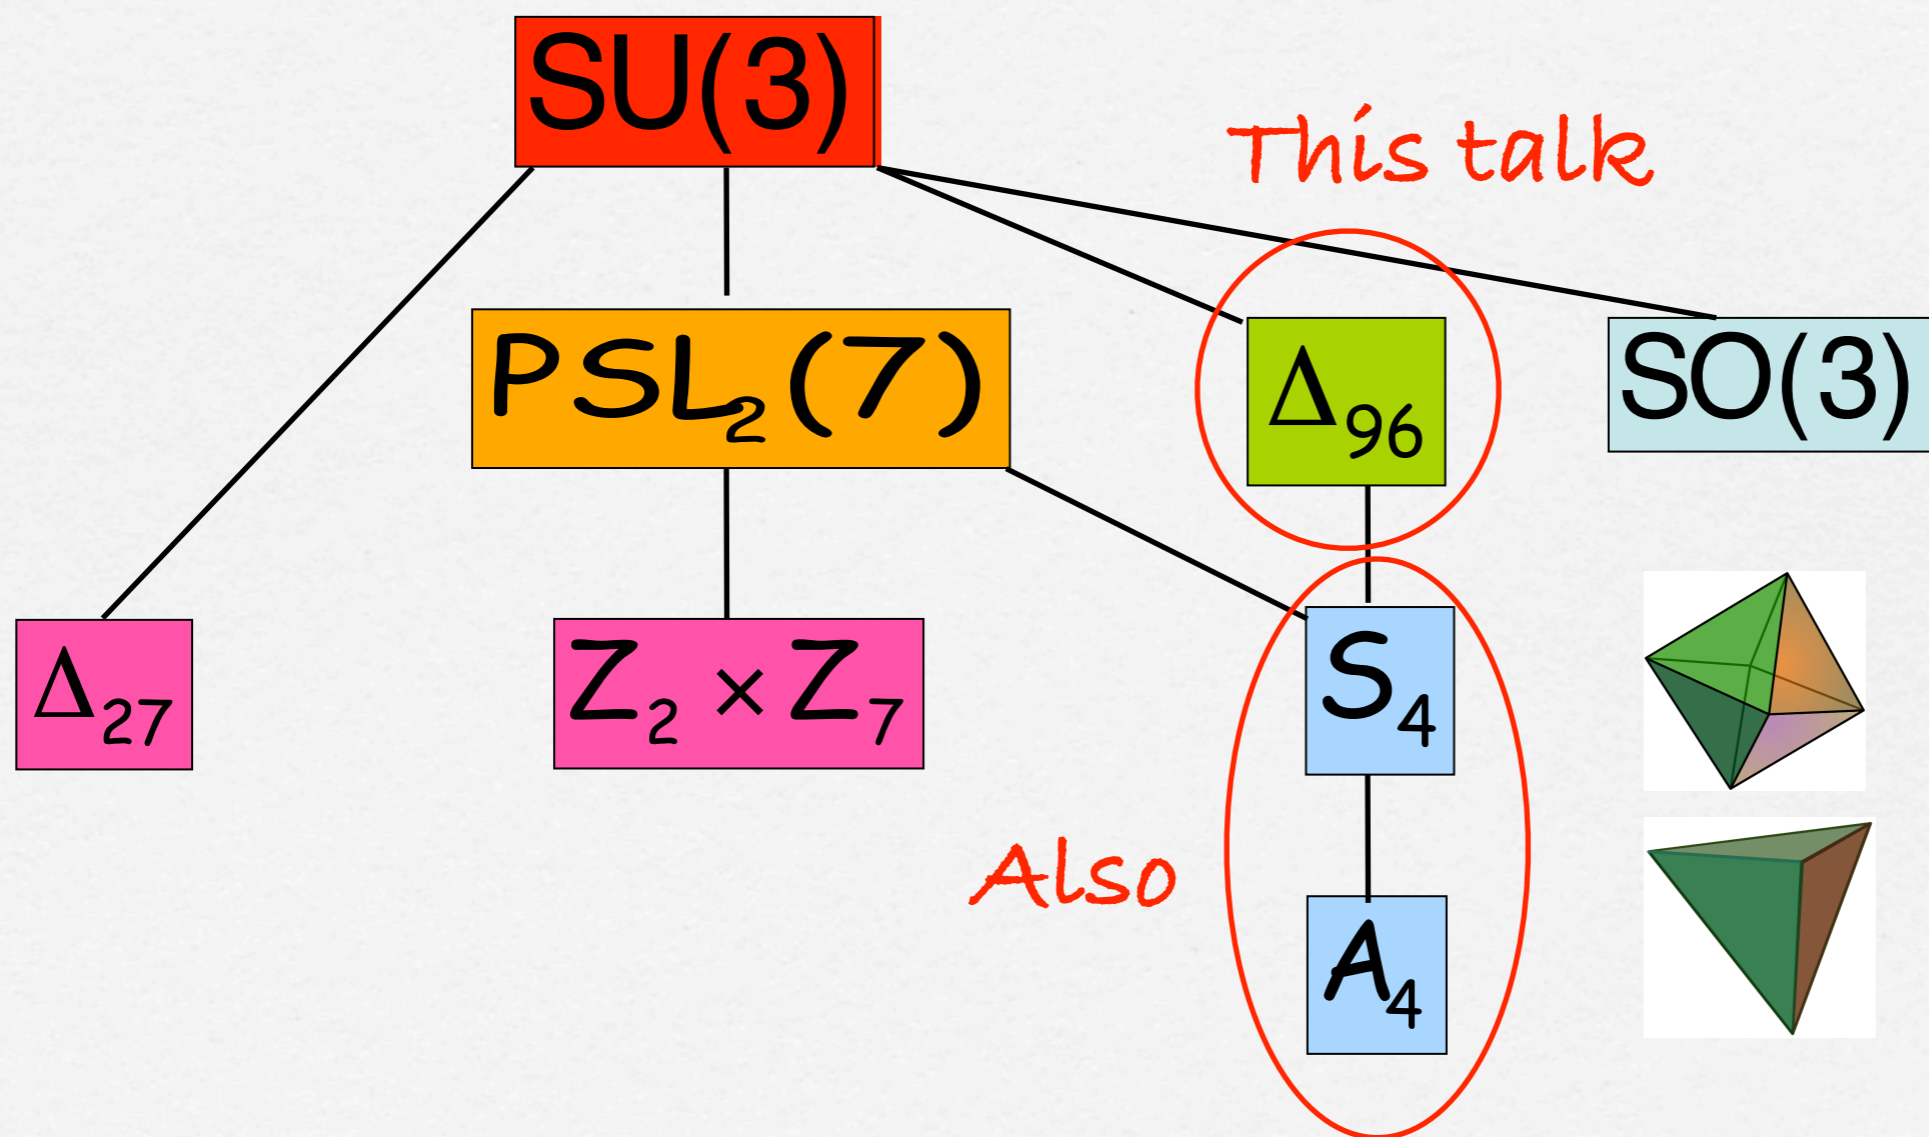 SU(3)
This talk
PSL₂(7)
Δ₉₆
SO(3)
Δ₂₇
Z₂ × Z₇
S₄
Also
A₄